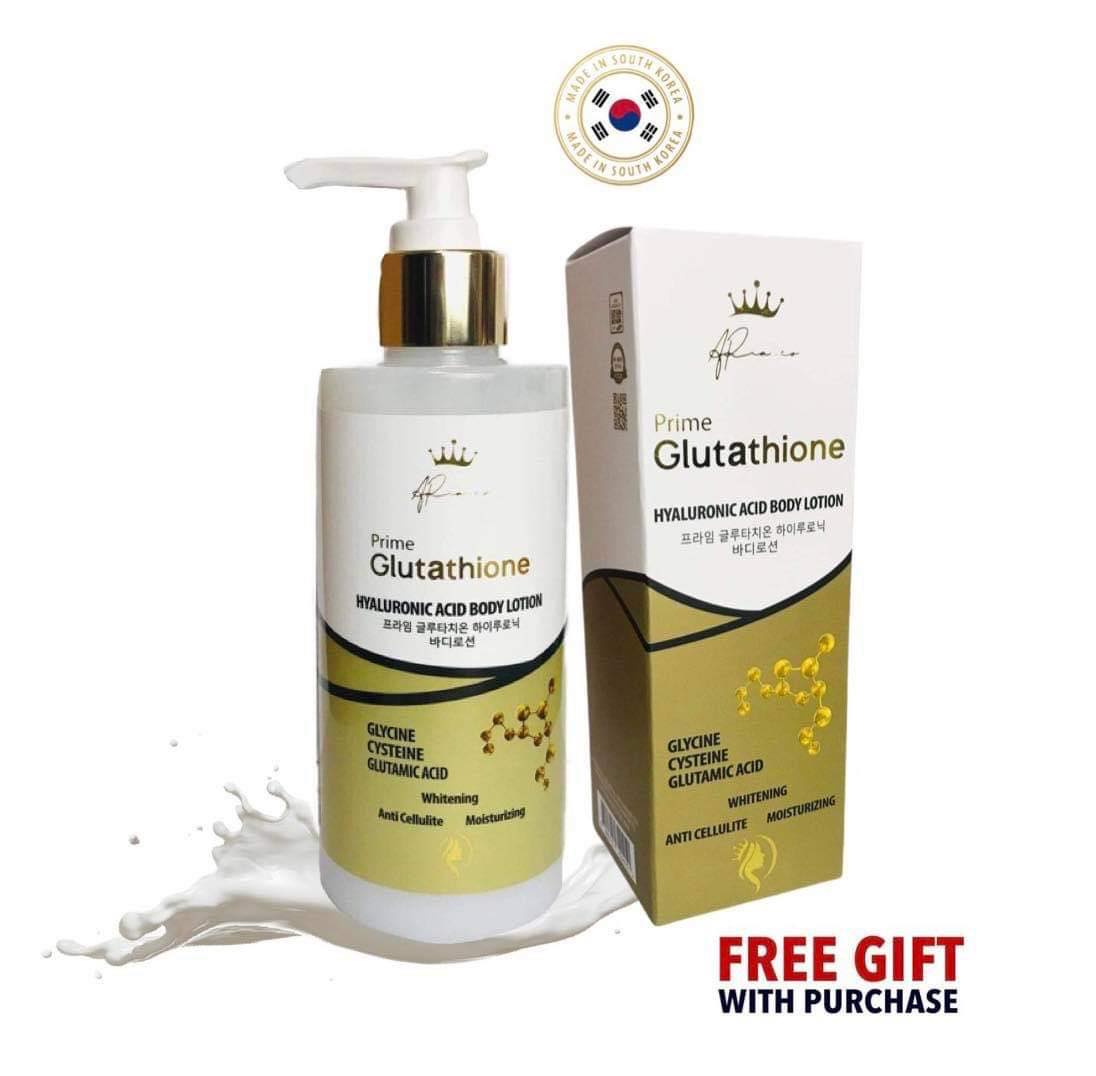 MADE IN SOUTH KOREA
MADE IN SOUTH KOREA
Prime
Glutathione
HYALURONIC ACID BODY LOTION
프라임 글루타치온 하이루로닉
바디로션
GLYCINE
CYSTEINE
GLUTAMIC ACID
Whitening
Anti Cellulite Moisturizing
Prime
Glutathione
HYALURONIC ACID BODY LOTION
프라임 글루타치온 하이루로닉
바디로션
GLYCINE
CYSTEINE
GLUTAMIC ACID
WHITENING
ANTI CELLULITE MOISTURIZING
FREE GIFT
WITH PURCHASE